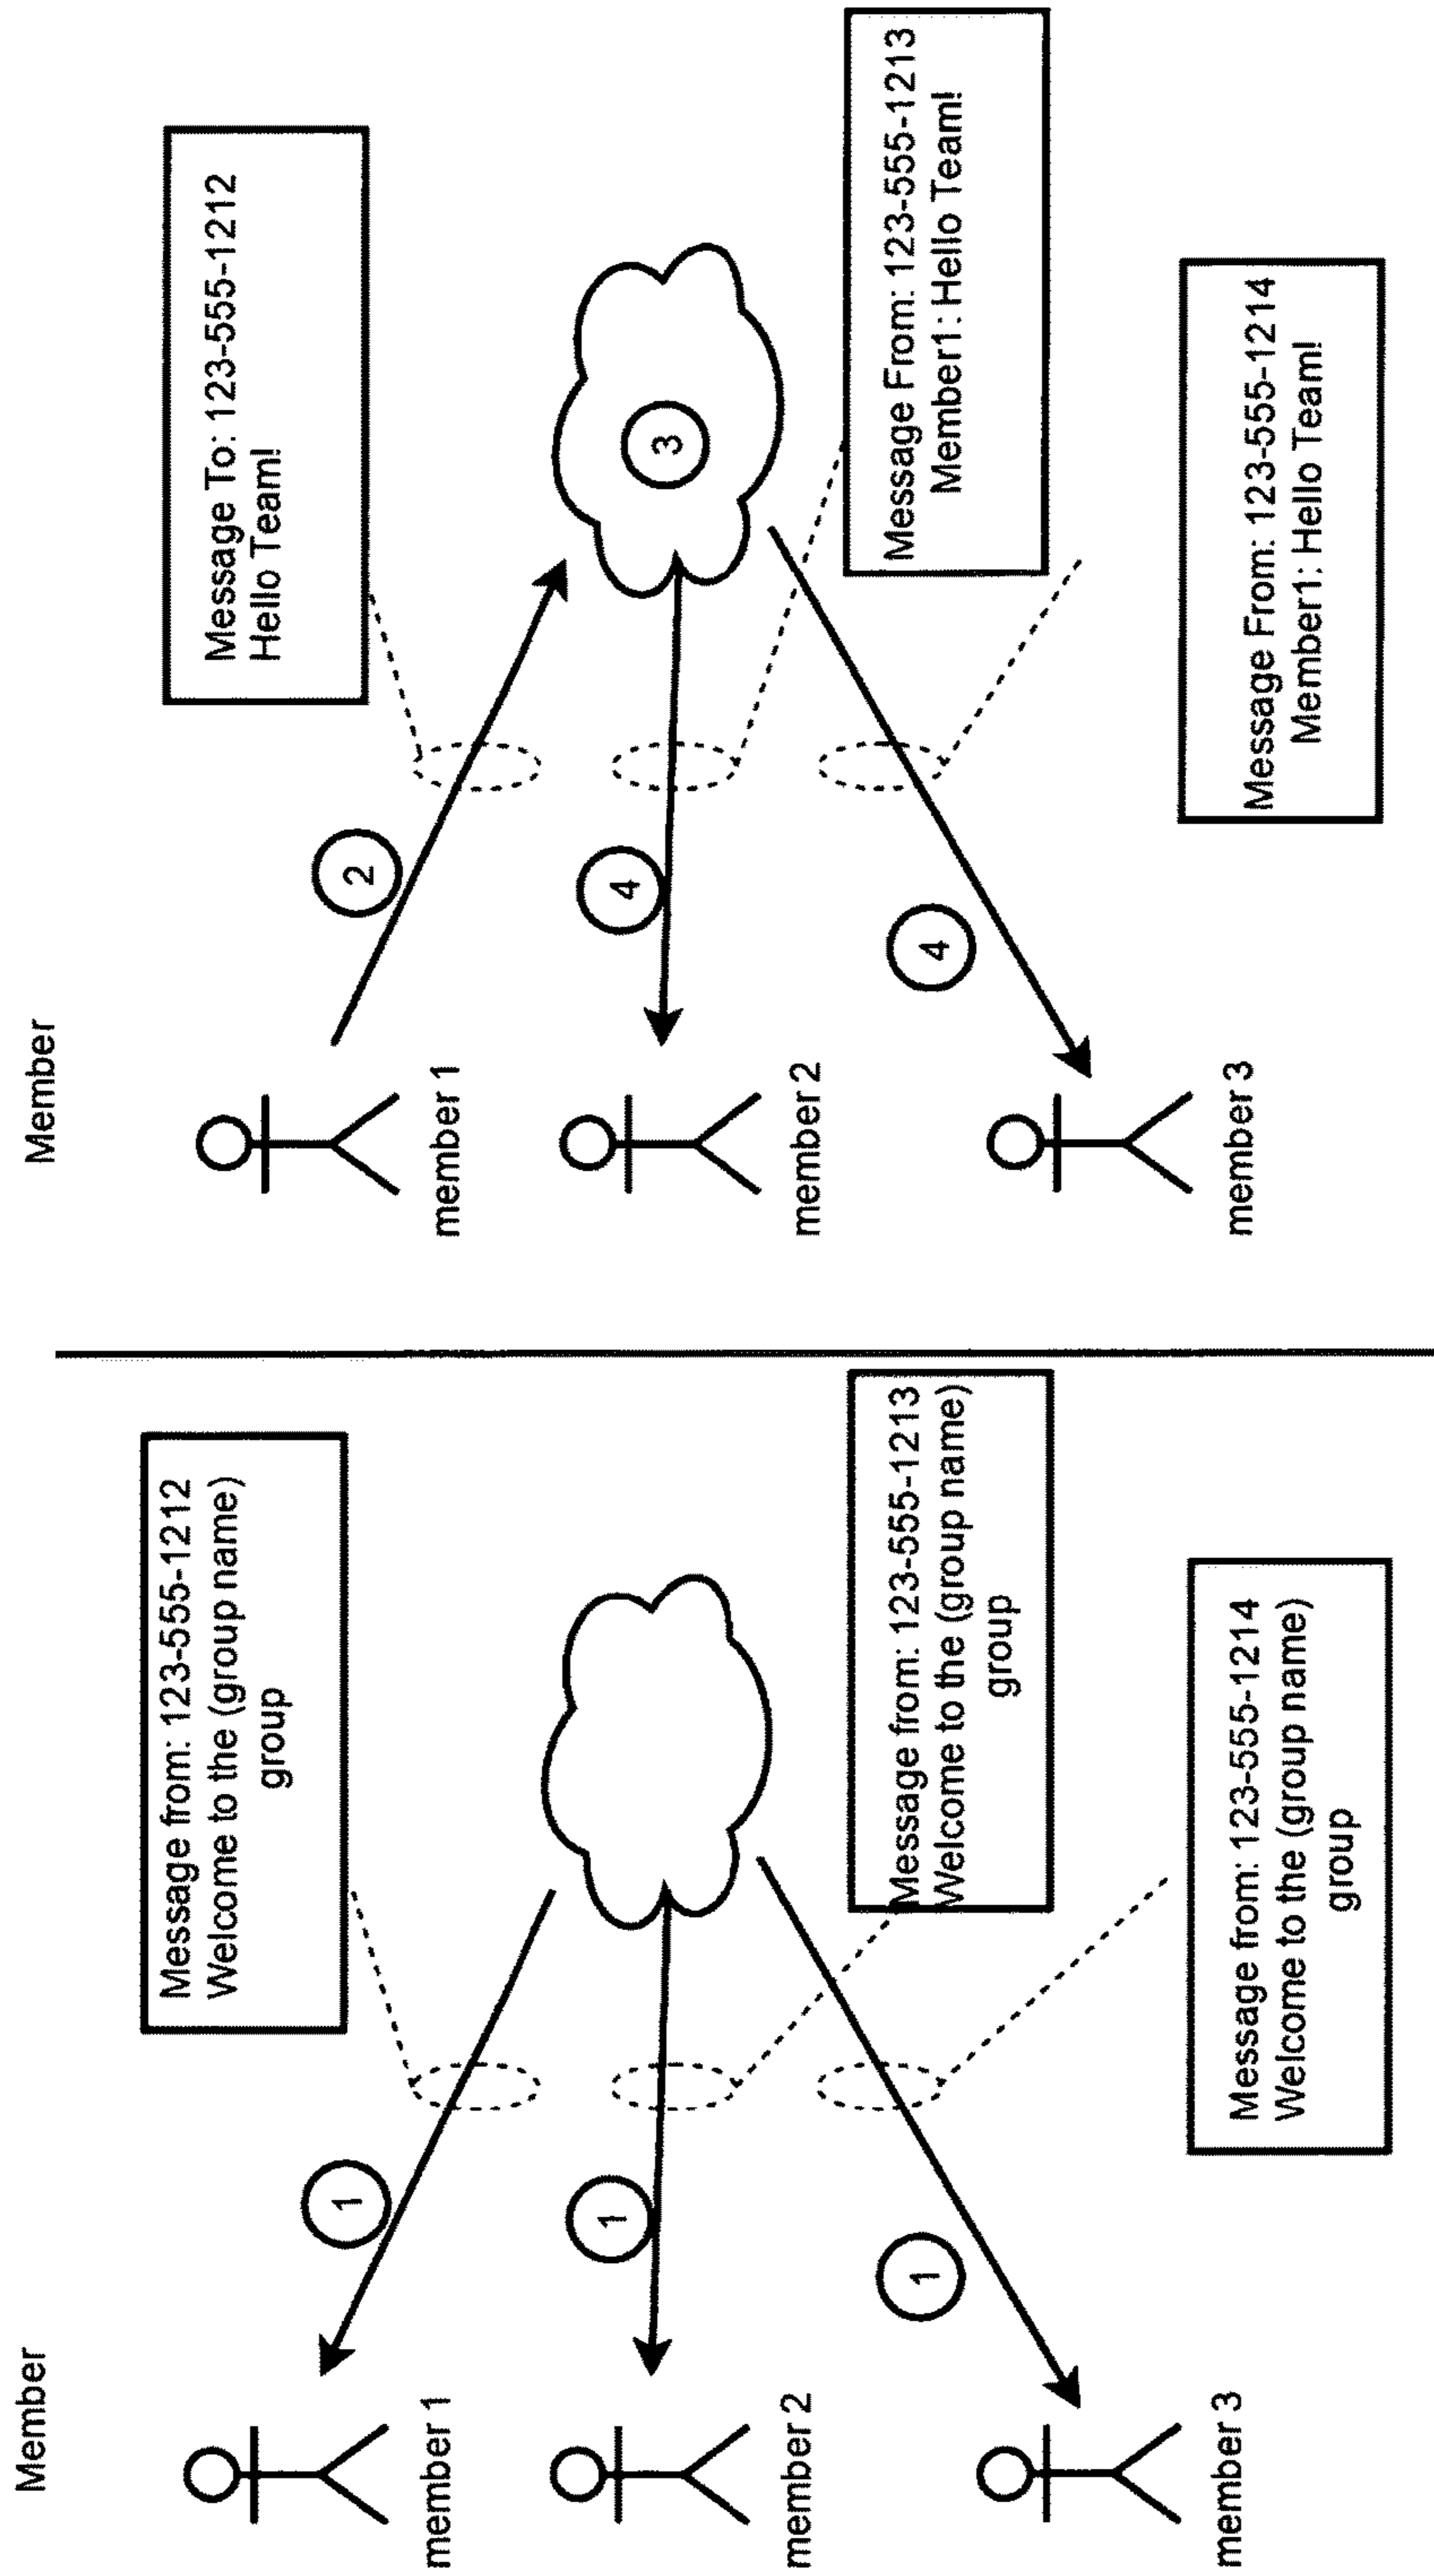 Member
Message from: 123-555-1212
Welcome to the (group name)
group
1
member 1
1
member 2
Message from: 123-555-1213
Welcome to the (group name)
group
1
member 3
Message from: 123-555-1214
Welcome to the (group name)
group
Member
Message To: 123-555-1212
Hello Team!
2
member 1
3
4
member 2
Message From: 123-555-1213
Member1: Hello Team!
4
member 3
Message From: 123-555-1214
Member1: Hello Team!